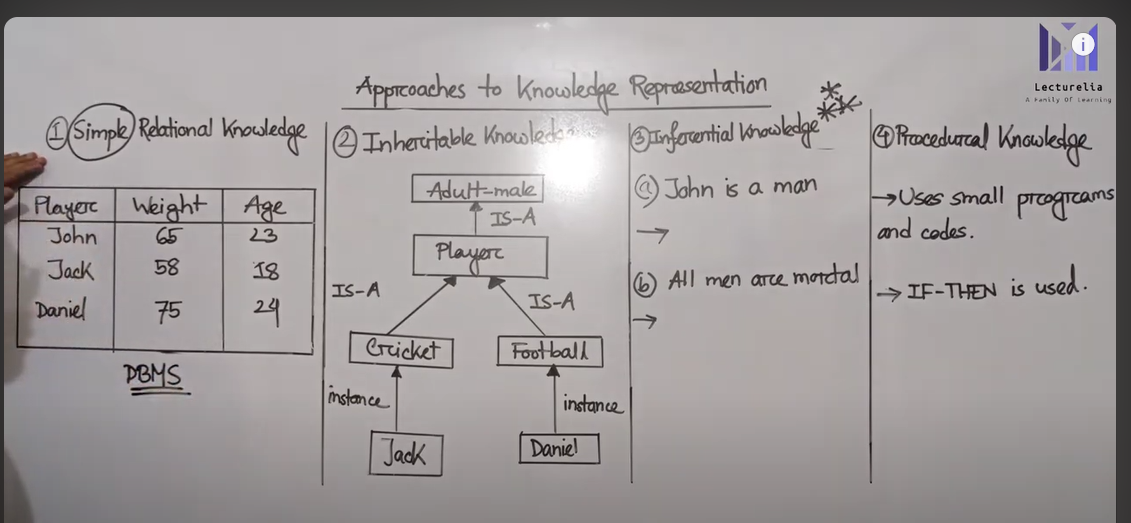 Lecturelia
A Family Of Learning
Approaches to Knowledge Representation
① Simple Relational Knowledge
Player Weight Age
John 65 23
Jack 58 18
Daniel 75 24
DBMS
② Inheritable Knowledge
Adult-male
IS-A
Player
IS-A
IS-A
Cricket
Football
instance
instance
Jack
Daniel
③ Inferential Knowledge
ⓐ John is a man
→
ⓑ All men are mortal
→
④ Procedural Knowledge
→ Uses small programs
and codes.
→ IF-THEN is used.